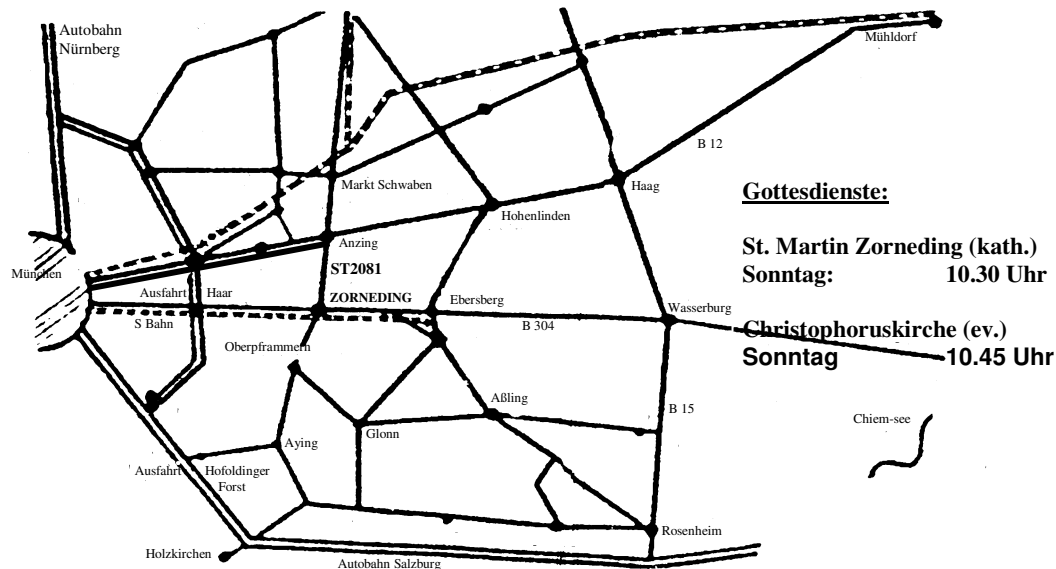 Autobahn
Nürnberg
Mühldorf
B 12
Markt Schwaben
Haag
Hohenlinden
Gottesdienste:
Anzing
St. Martin Zorneding (kath.)
München
ST2081
Sonntag: 10.30 Uhr
Ausfahrt Haar
ZORNEDING
Ebersberg
Wasserburg
S Bahn
B 304
Christophoruskirche (ev.)
Oberpframmern
Sonntag 10.45 Uhr
Aßling
B 15
Glonn
Chiem-see
Aying
Ausfahrt
Hofoldinger
Forst
Rosenheim
Holzkirchen
Autobahn Salzburg